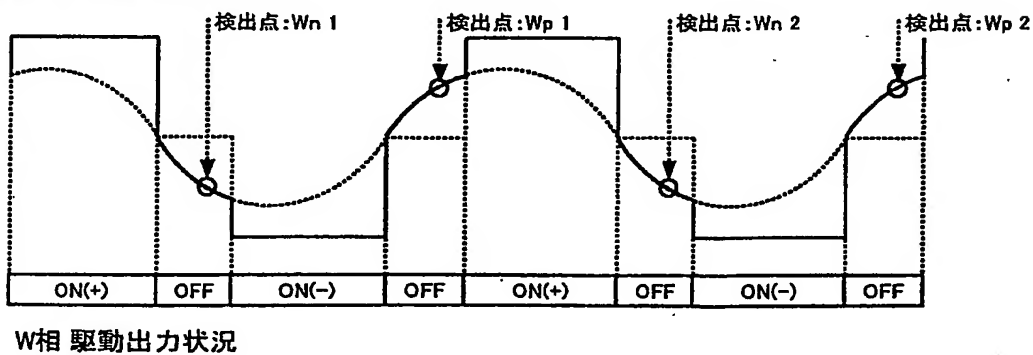 検出点:Wn 1 検出点:Wp 1 検出点:Wn 2 検出点:Wp 2
ON(+) OFF ON(-) OFF ON(+) OFF ON(-) OFF
W相 駆動出力状況